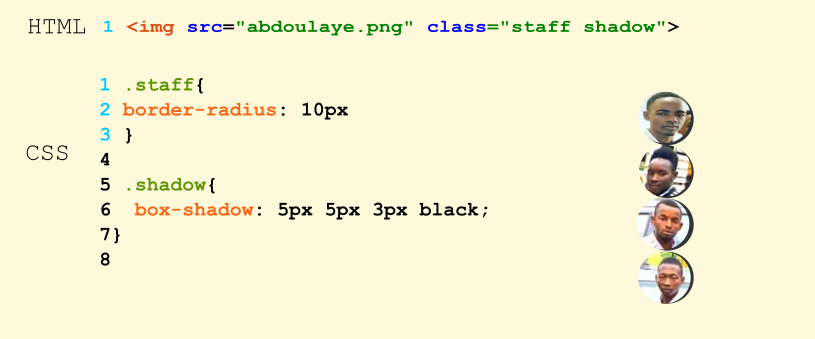 HTML 1 <img src="abdoulaye.png" class="staff shadow">
1 .staff{
2 border-radius: 10px
3 }
CSS
4
5 .shadow{
6 box-shadow: 5px 5px 3px black;
7}
8